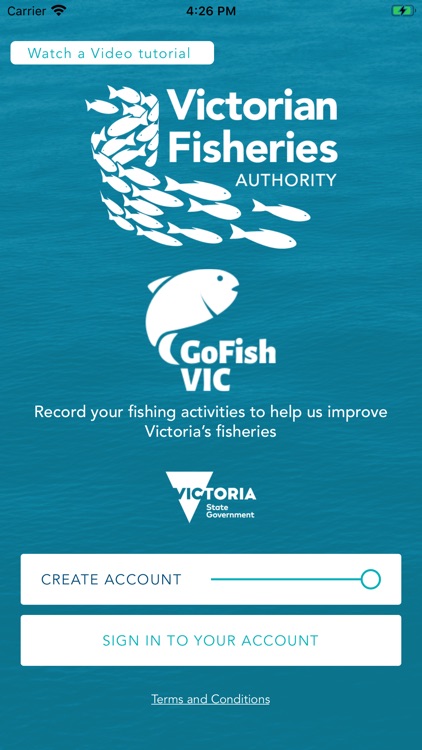 Carrier 4:26 PM
Watch a Video tutorial
Victorian
Fisheries
AUTHORITY
GoFish
VIC
Record your fishing activities to help us improve
Victoria's fisheries
VICTORIA
State
Government
CREATE ACCOUNT
SIGN IN TO YOUR ACCOUNT
Terms and Conditions